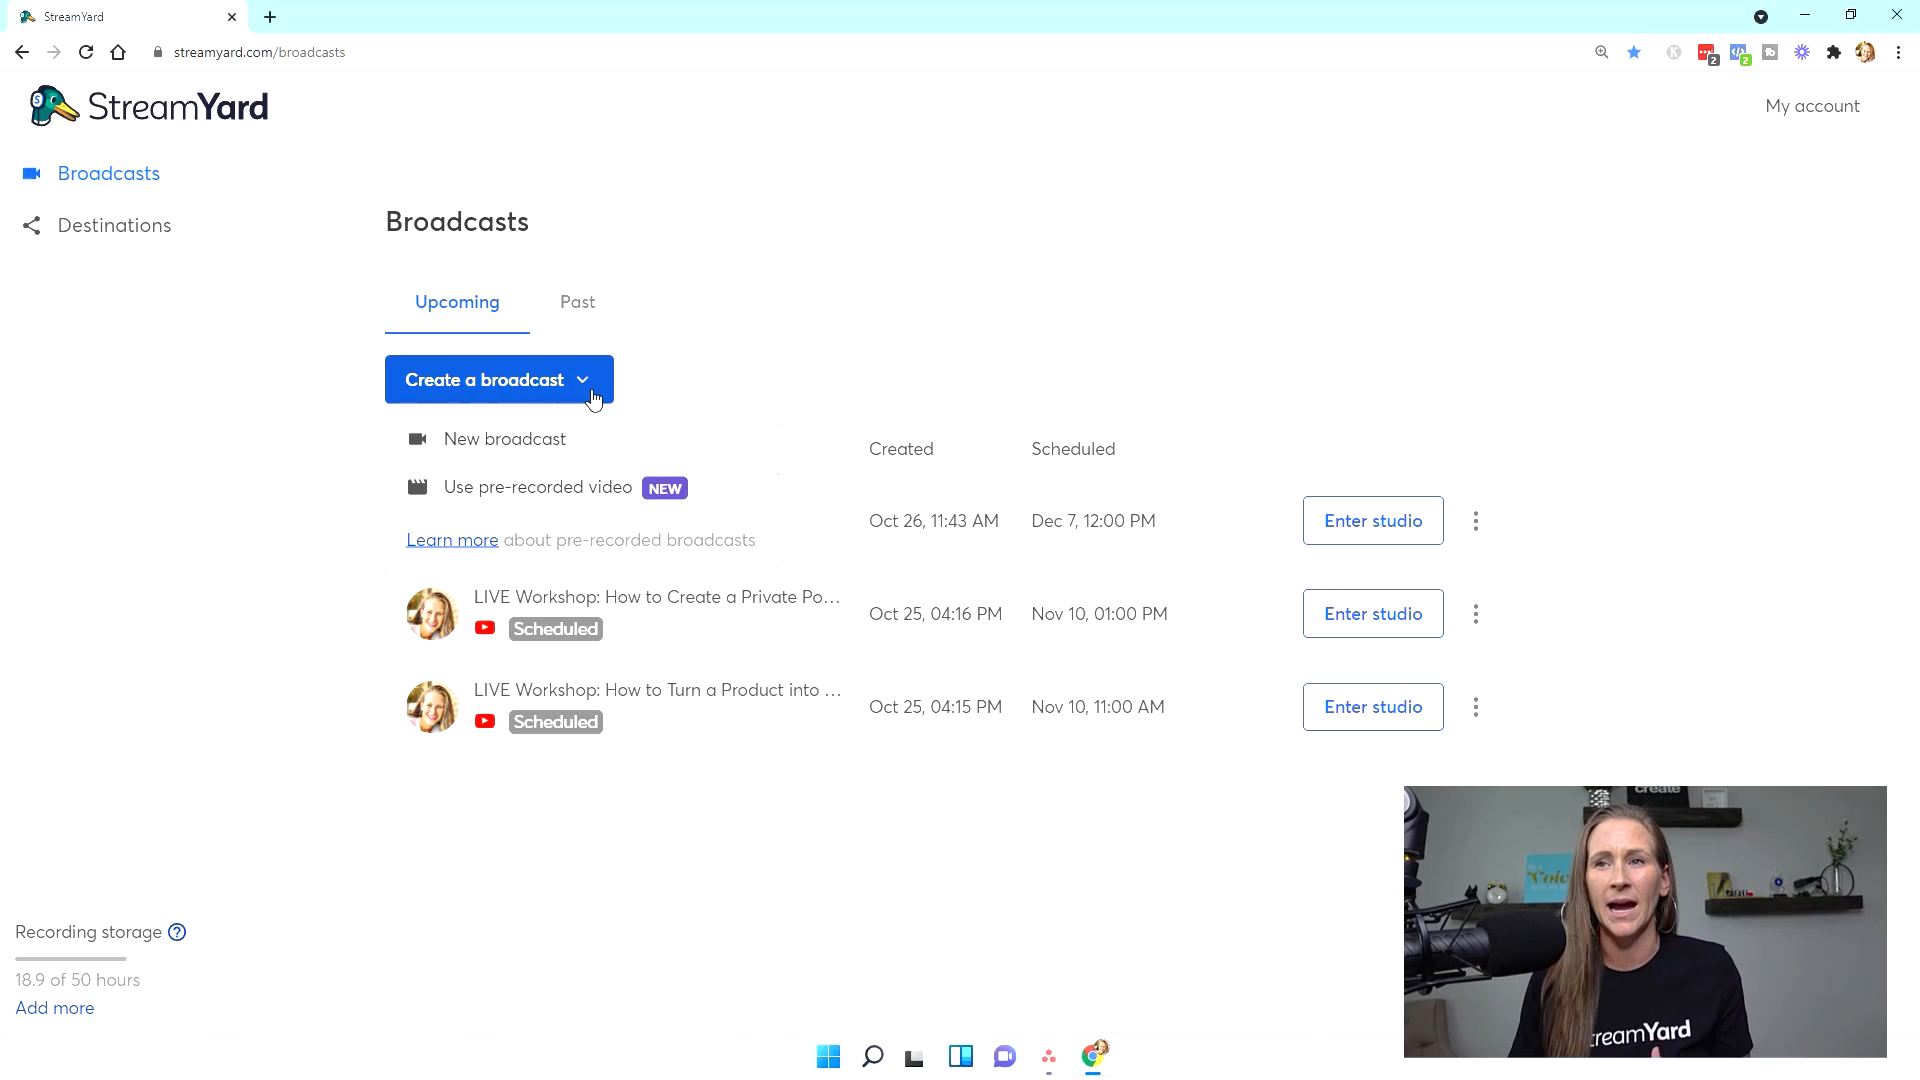 StreamYard
streamyard.com/broadcasts
2
2
StreamYard
My account
Broadcasts
Destinations
Broadcasts
Upcoming
Past
Create a broadcast
New broadcast
Use pre-recorded video NEW
Learn more about pre-recorded broadcasts
Created
Scheduled
Oct 26, 11:43 AM
Dec 7, 12:00 PM
Enter studio
LIVE Workshop: How to Create a Private Po...
Scheduled
Oct 25, 04:16 PM
Nov 10, 01:00 PM
Enter studio
LIVE Workshop: How to Turn a Product into ...
Scheduled
Oct 25, 04:15 PM
Nov 10, 11:00 AM
Enter studio
Recording storage
18.9 of 50 hours
Add more
create
CREATE
reamYard